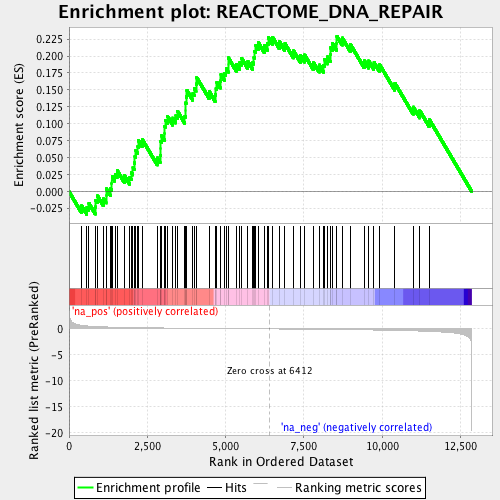 Enrichment plot: REACTOME_DNA_REPAIR
Enrichment score (ES)
0.225
0.200
0.175
0.150
0.125
0.100
0.075
0.050
0.025
0.000
-0.025
'na_pos' (positively correlated)
Ranked list metric (PreRanked)
5
0
-5
-10
-15
-20
Zero cross at 6412
'na_neg' (negatively correlated)
0
2,500
5,000
7,500
10,000
12,500
Rank in Ordered Dataset
Enrichment profile
Hits
Ranking metric scores